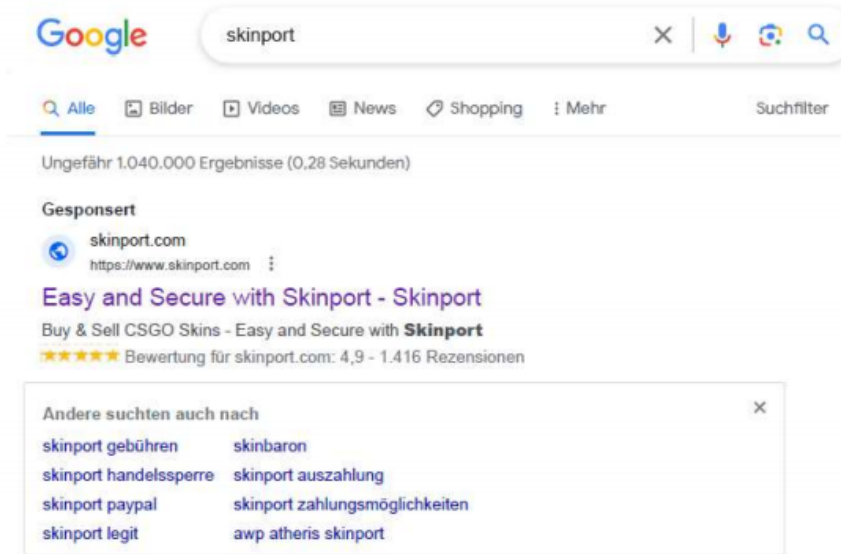 Google
skinport
Alle Bilder Videos News Shopping Mehr Suchfilter
Ungefähr 1.040.000 Ergebnisse (0,28 Sekunden)
Gesponsert
skinport.com
https://www.skinport.com
Easy and Secure with Skinport - Skinport
Buy & Sell CSGO Skins - Easy and Secure with Skinport
★★★★★ Bewertung für skinport.com: 4,9 - 1.416 Rezensionen
Andere suchten auch nach
skinport gebühren skinbaron
skinport handelssperre skinport auszahlung
skinport paypal skinport zahlungsmöglichkeiten
skinport legit awp atheris skinport